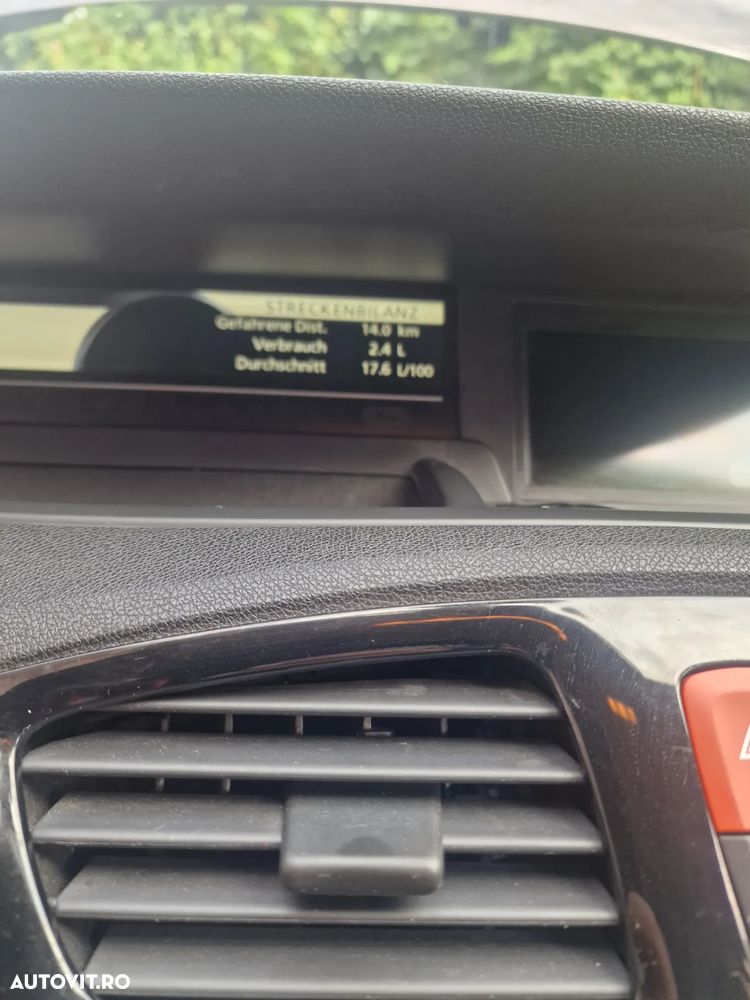 STRECKENBILANZ
Gefahrene Dist. 14.0 km
Verbrauch 2.4 L
Durchschnitt 17.6 L/100
AUTOVIT.RO